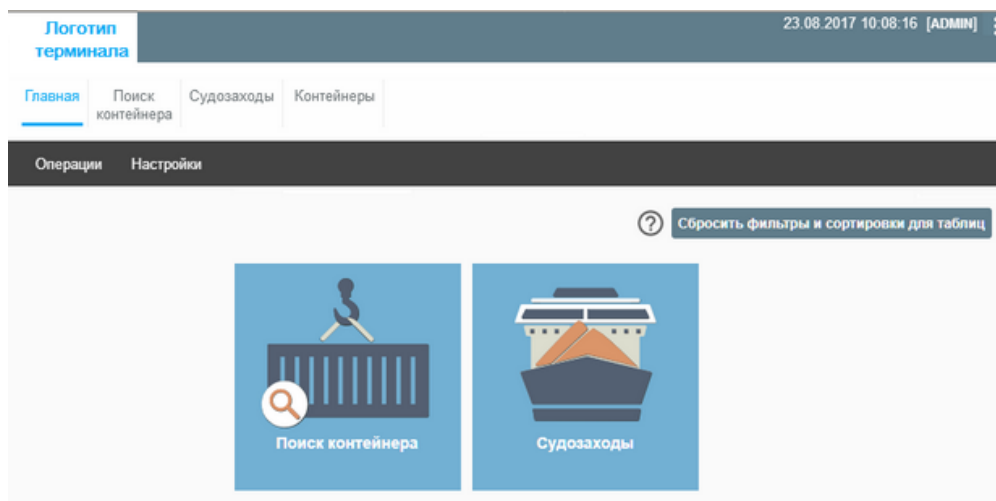 Логотип
терминала
23.08.2017 10:08:16 [ADMIN]
Главная
Поиск
контейнера
Судозаходы
Контейнеры
Операции
Настройки
?
Сбросить фильтры и сортировки для таблиц
Поиск контейнера
Судозаходы